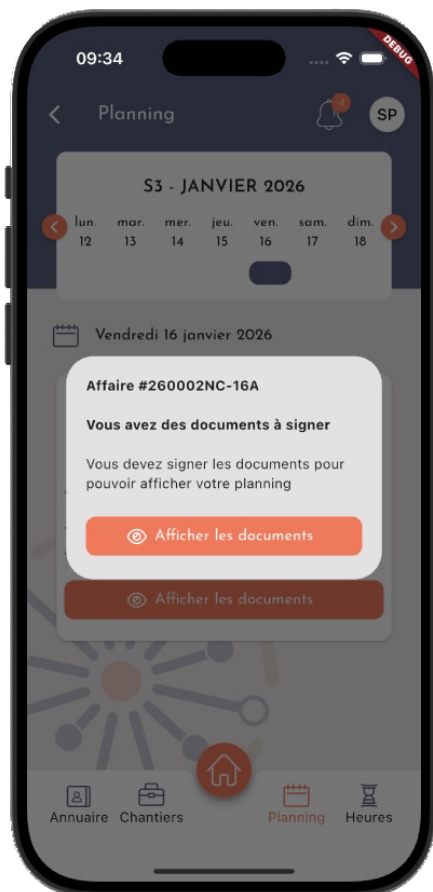 09:34
DEBUG
Planning
SP
S3 - JANVIER 2026
lun. mar. mer. jeu. ven. sam. dim.
12 13 14 15 16 17 18
Vendredi 16 janvier 2026
Affaire #260002NC-16A
Vous avez des documents à signer
Vous devez signer les documents pour
pouvoir afficher votre planning
Afficher les documents
Afficher les documents
Annuaire Chantiers Planning Heures